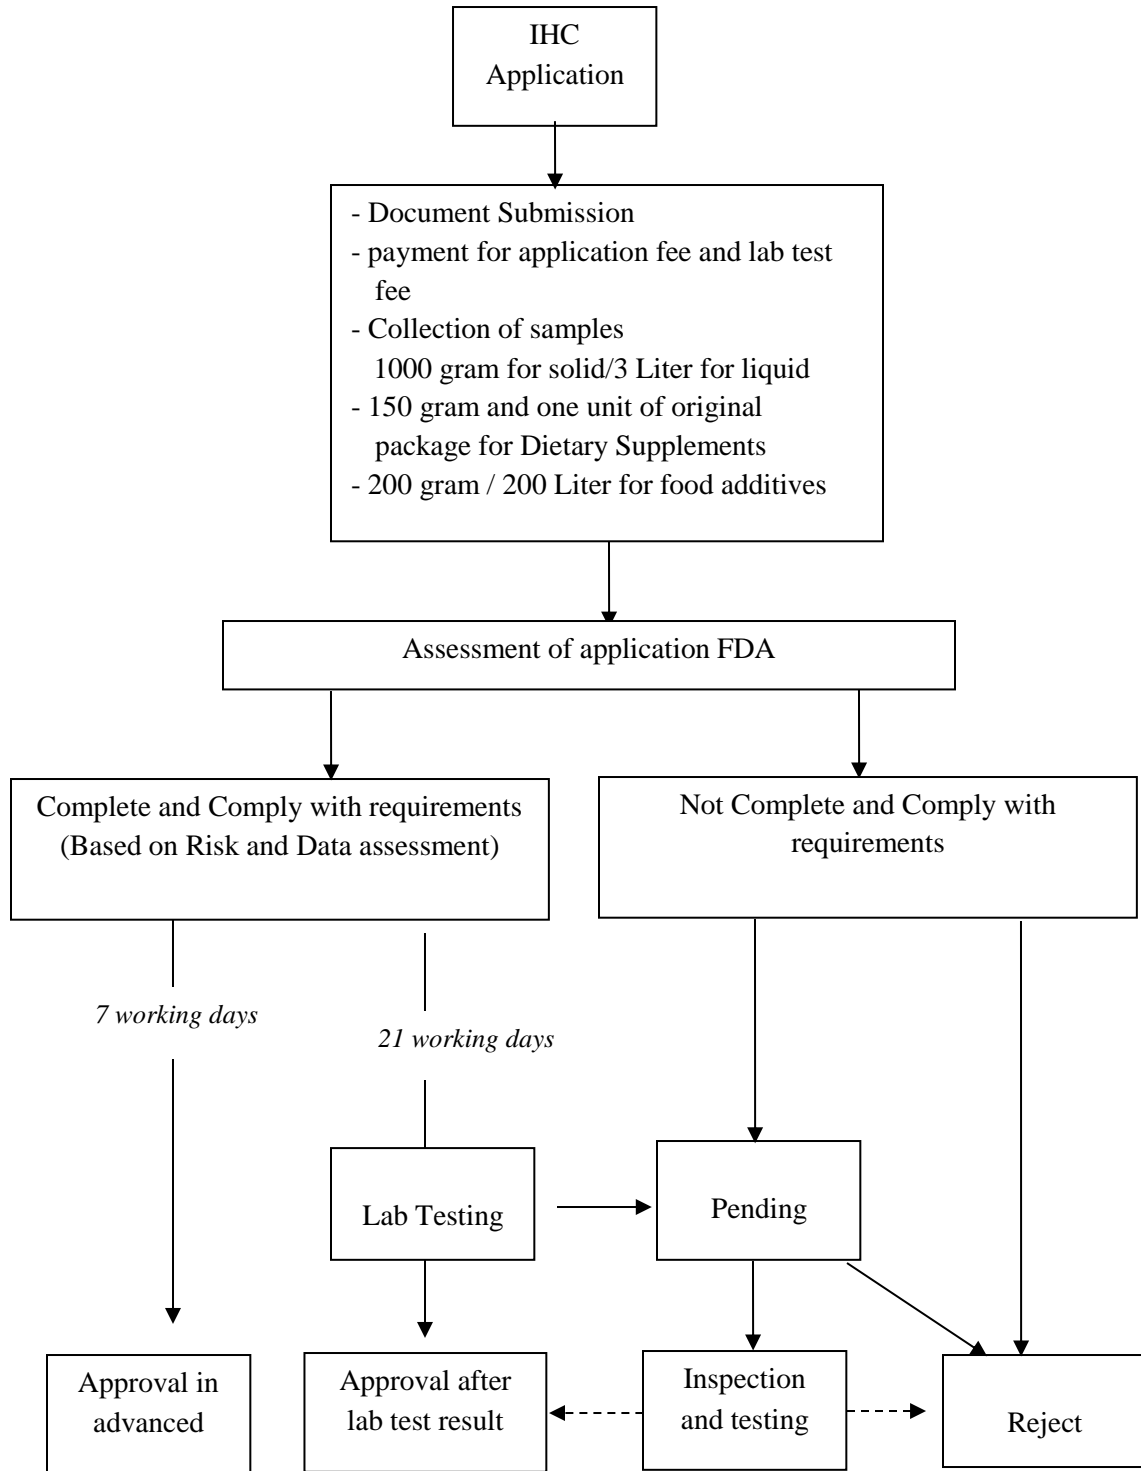 IHC
Application
- Document Submission
- payment for application fee and lab test
fee
- Collection of samples
1000 gram for solid/3 Liter for liquid
- 150 gram and one unit of original
package for Dietary Supplements
- 200 gram / 200 Liter for food additives
Assessment of application FDA
Complete and Comply with requirements
(Based on Risk and Data assessment)
Not Complete and Comply with
requirements
7 working days
21 working days
Lab Testing
Pending
Approval in
advanced
Approval after
lab test result
Inspection
and testing
Reject